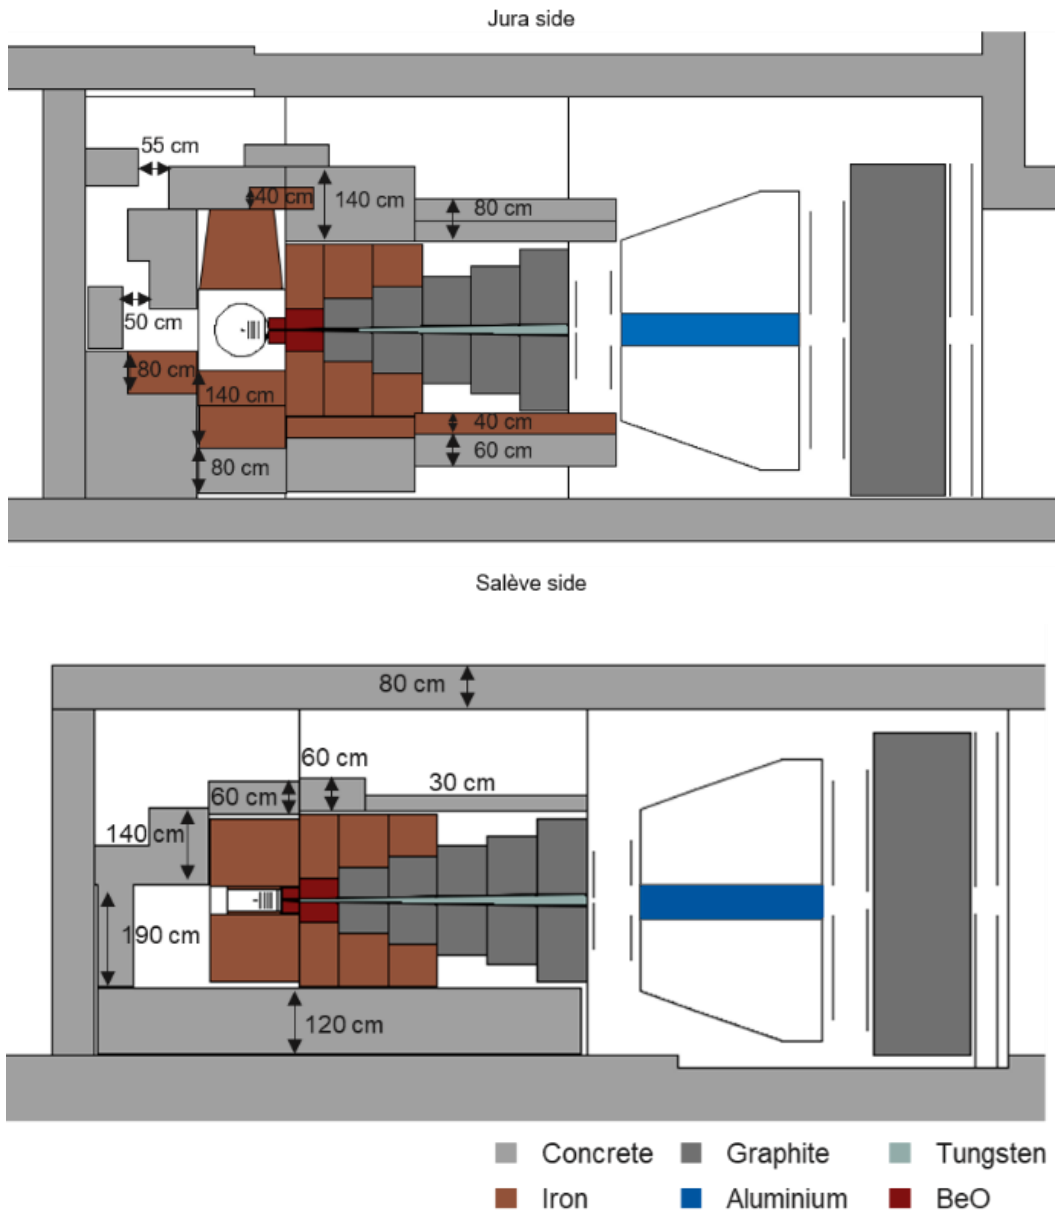 Jura side
55 cm
40 cm
140 cm
80 cm
50 cm
80 cm
140 cm
40 cm
60 cm
80 cm
Salève side
80 cm
60 cm
30 cm
60 cm
140 cm
190 cm
120 cm
Concrete Graphite Tungsten
Iron Aluminium BeO